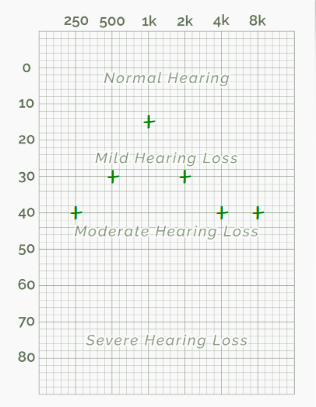 250 500 1k 2k 4k 8k
0
Normal Hearing
10
20
Mild Hearing Loss
30
40
Moderate Hearing Loss
50
60
70
Severe Hearing Loss
80